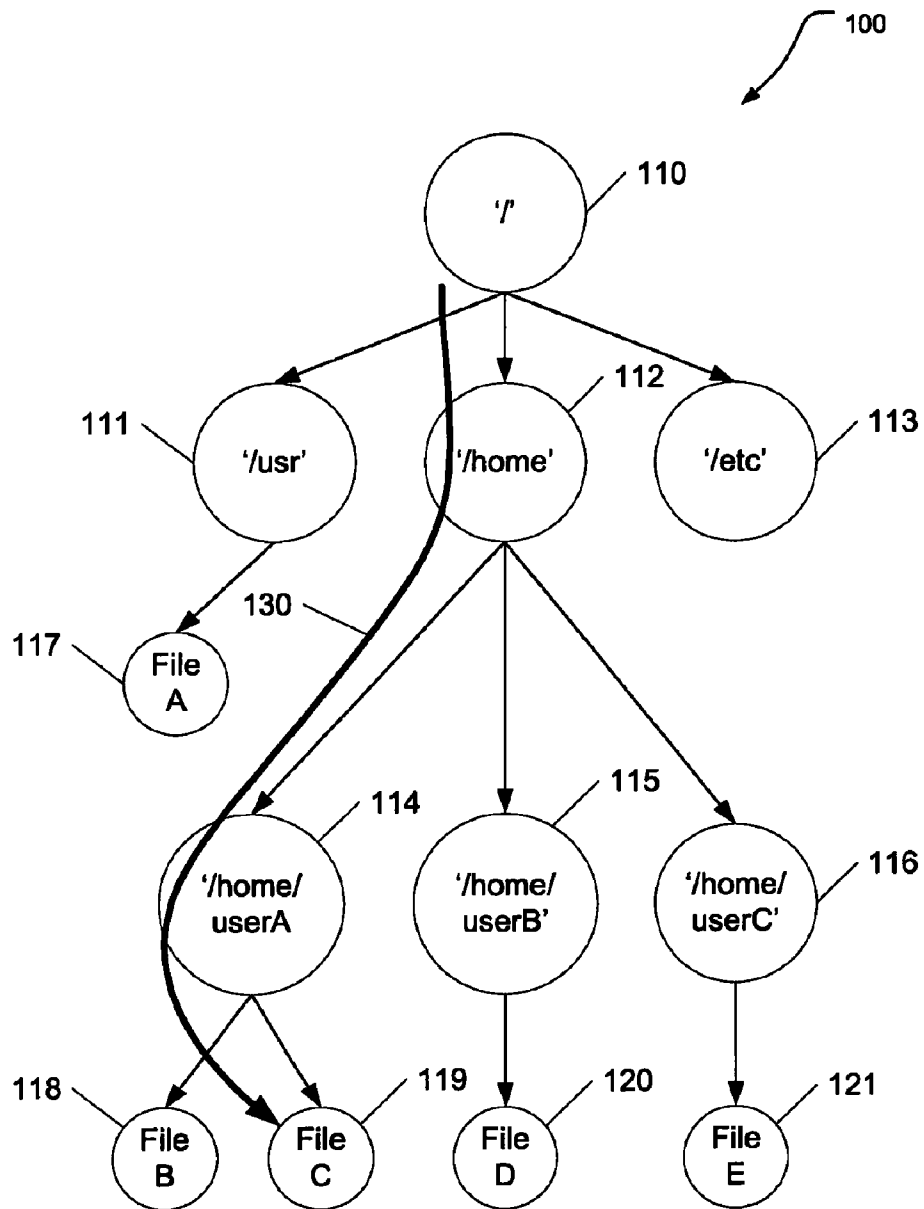 100
110
'/'
112
111
113
'/usr'
'/home'
'/etc'
130
117
File
A
115
114
116
'/home/
userA
'/home/
userB'
'/home/
userC'
118
119
120
121
File
B
File
C
File
D
File
E